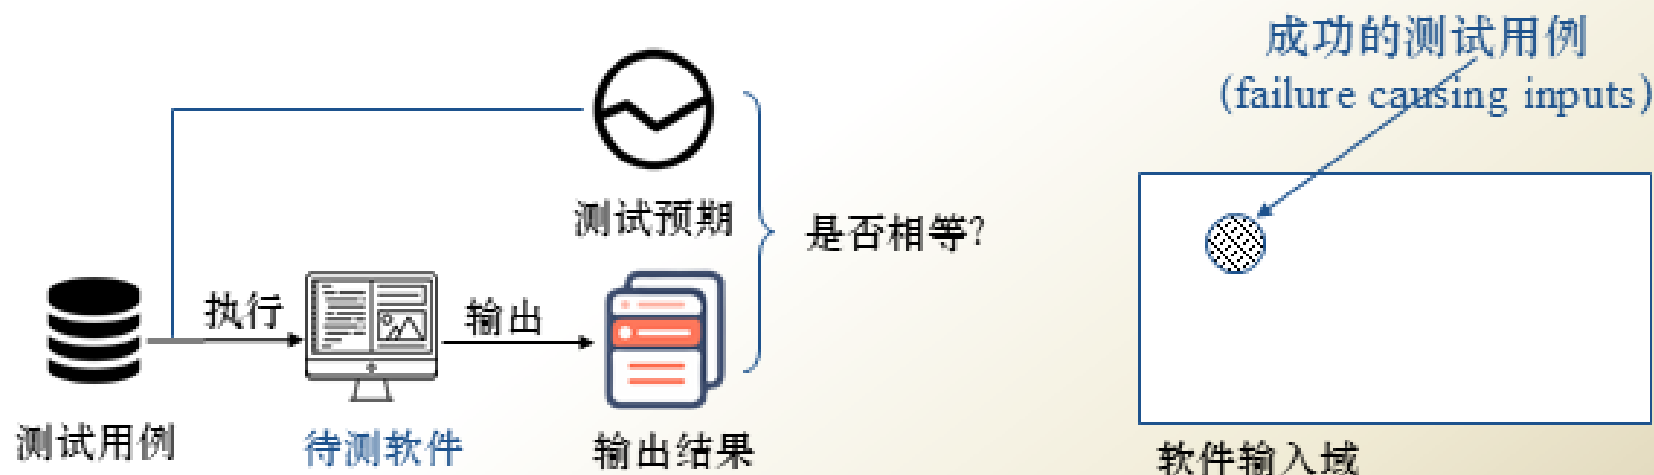 成功的测试用例
(failure causing inputs)
测试预期
是否相等?
执行
输出
测试用例
待测软件
输出结果
软件输入域